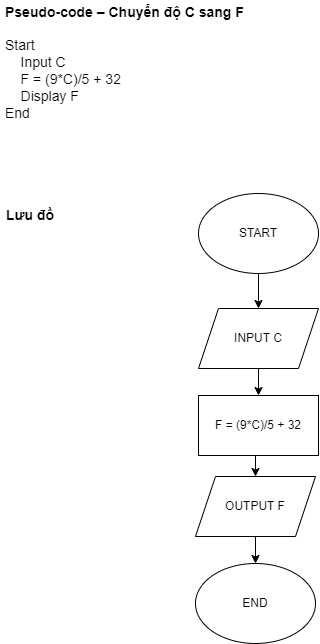 Pseudo-code – Chuyển độ C sang F
Start
Input C
F = (9*C)/5 + 32
Display F
End
Lưu đồ
START
INPUT C
F = (9*C)/5 + 32
OUTPUT F
END